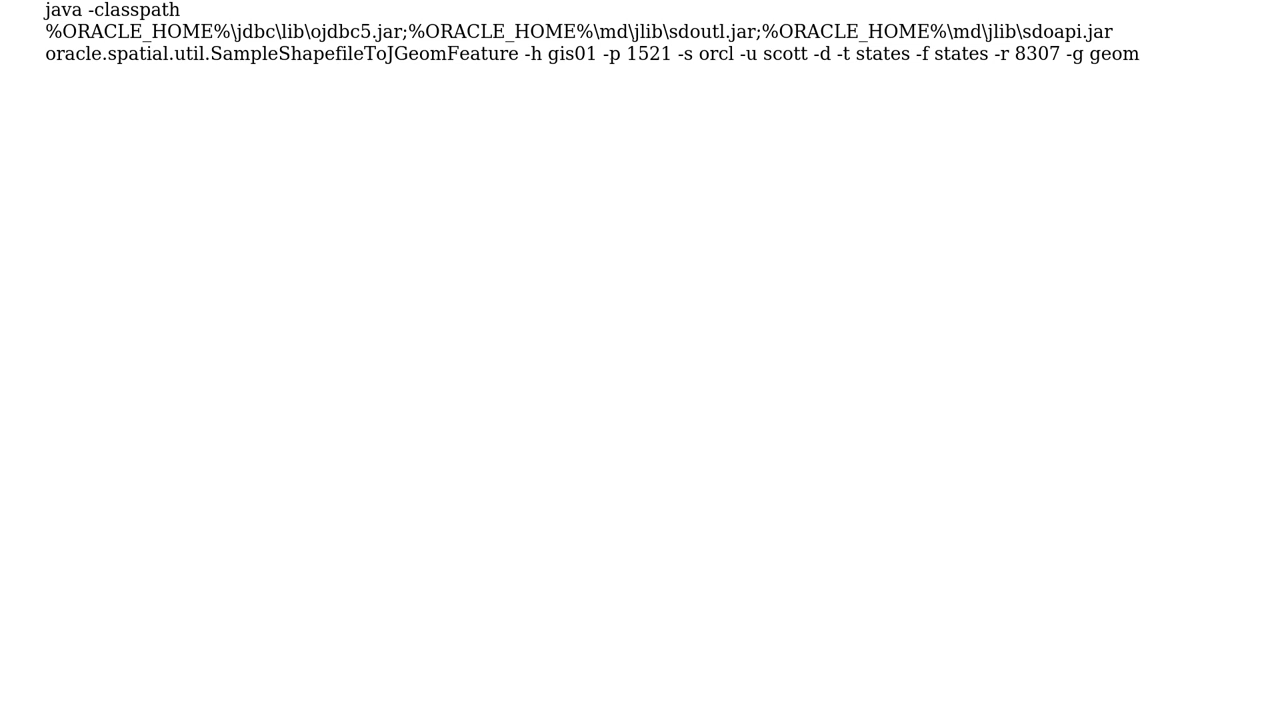 java -classpath
%ORACLE_HOME%\jdbc\lib\ojdbc5.jar;%ORACLE_HOME%\md\jlib\sdoutl.jar;%ORACLE_HOME%\md\jlib\sdoapi.jar
oracle.spatial.util.SampleShapefileToJGeomFeature -h gis01 -p 1521 -s orcl -u scott -d -t states -f states -r 8307 -g geom